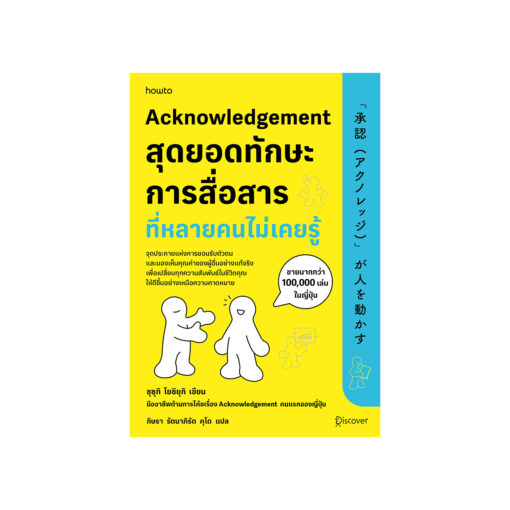 howto
Acknowledgement
สุดยอดทักษะ
การสื่อสาร
ที่หลายคนไม่เคยรู้
จุดประกายแห่งการยอมรับตัวตน
และมองเห็นคุณค่าของผู้อื่นอย่างแท้จริง
เพื่อเปลี่ยนทุกความสัมพันธ์ในชีวิตคุณ
ให้ดีขึ้นอย่างเหนือความคาดหมาย
ขายมากกว่า
100,000 เล่ม
ในญี่ปุ่น
「承認（アクノレッジ）」が人を動かす
ซุซุกิ โยชิยูกิ เขียน
มืออาชีพด้านการโค้ชเรื่อง Acknowledgement คนแรกของญี่ปุ่น
ทิษรา รัตนาภิรัต คุโด แปล
Discover